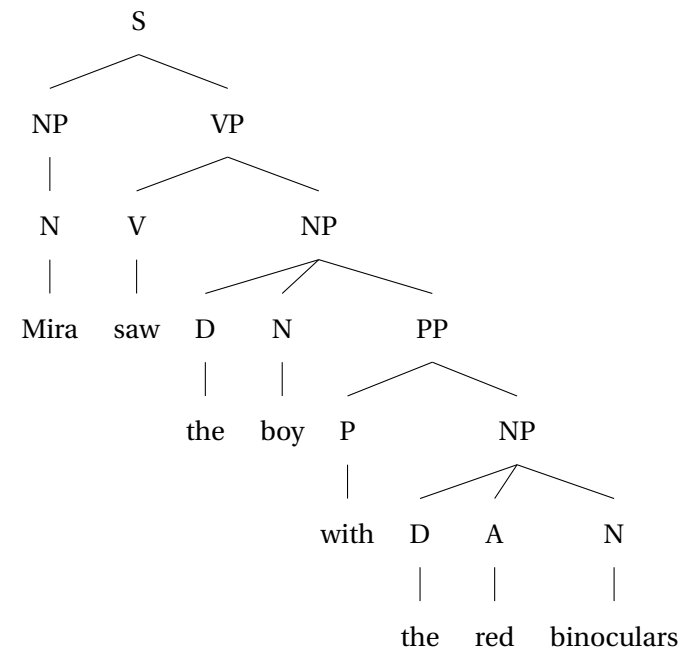 S
NP VP
N V NP
Mira saw D N PP
the boy P NP
with D A N
the red binoculars